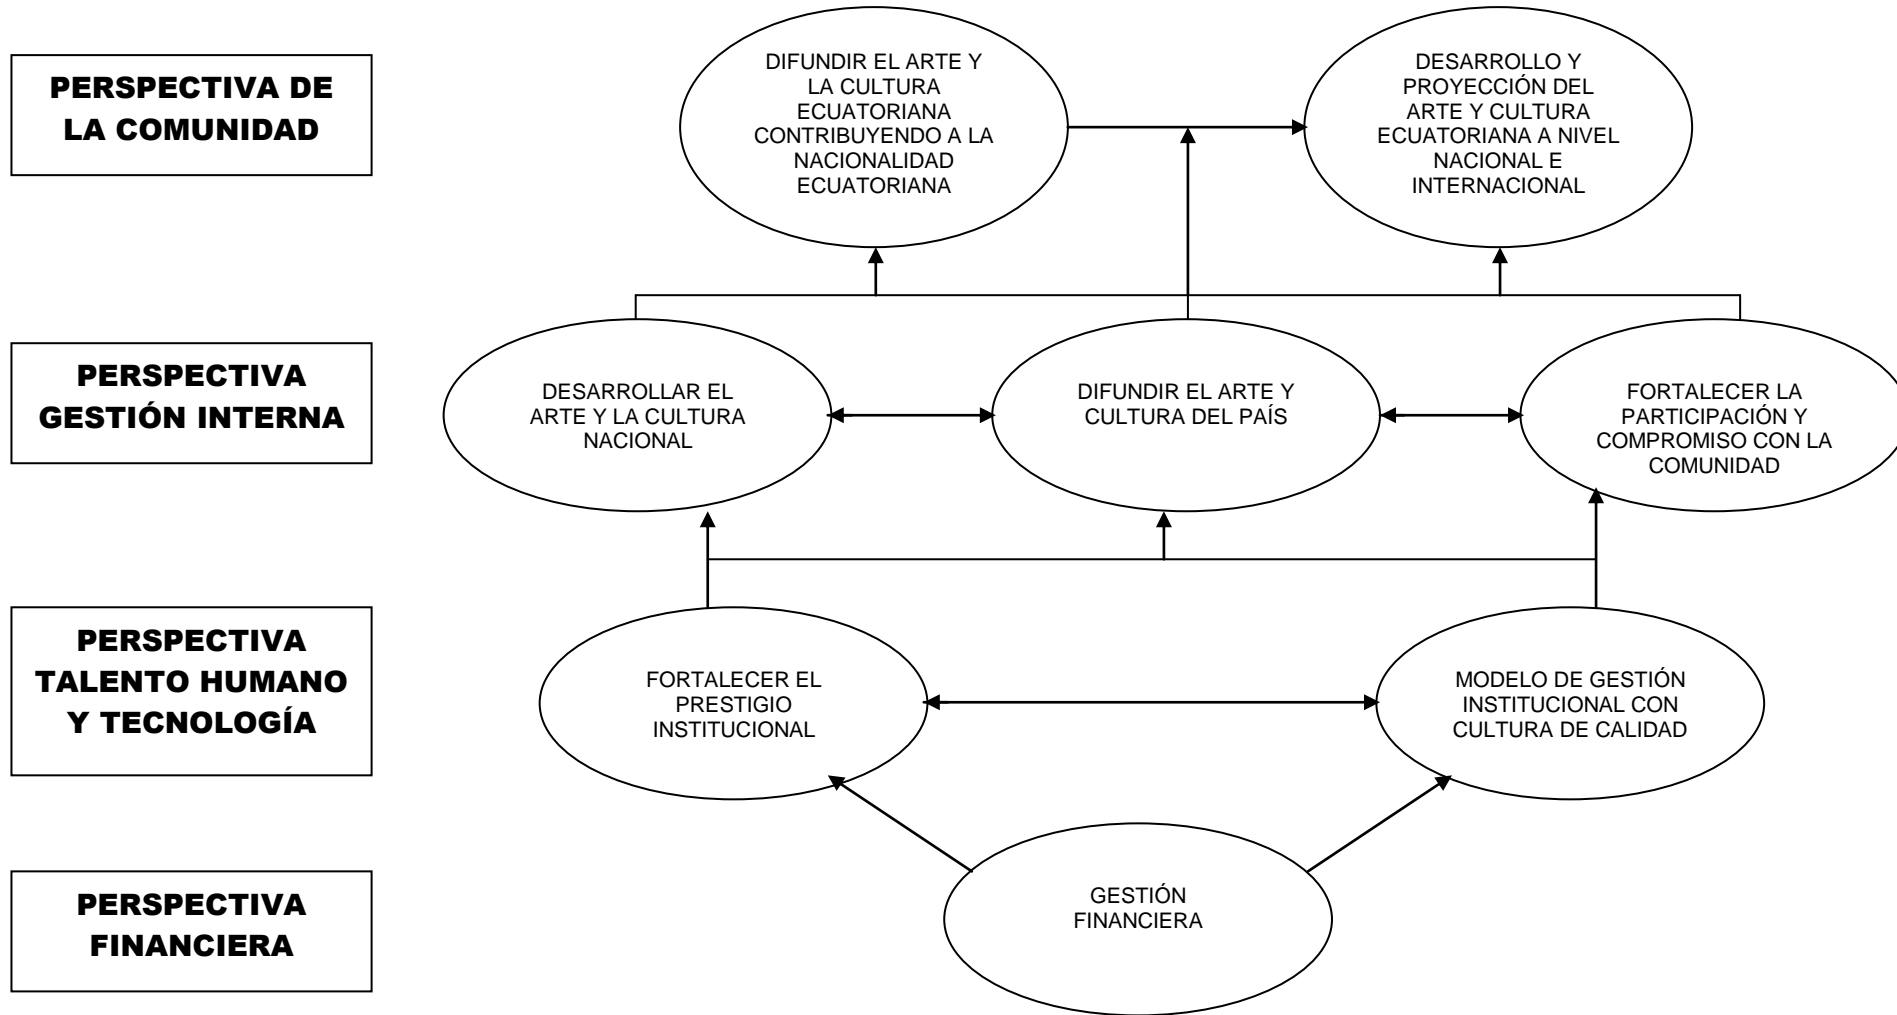 PERSPECTIVA DE
LA COMUNIDAD
DIFUNDIR EL ARTE Y
LA CULTURA
ECUATORIANA
CONTRIBUYENDO A LA
NACIONALIDAD
ECUATORIANA
DESARROLLO Y
PROYECCIÓN DEL
ARTE Y CULTURA
ECUATORIANA A NIVEL
NACIONAL E
INTERNACIONAL
PERSPECTIVA
GESTIÓN INTERNA
DESARROLLAR EL
ARTE Y LA CULTURA
NACIONAL
DIFUNDIR EL ARTE Y
CULTURA DEL PAÍS
FORTALECER LA
PARTICIPACIÓN Y
COMPROMISO CON LA
COMUNIDAD
PERSPECTIVA
TALENTO HUMANO
Y TECNOLOGÍA
FORTALECER EL
PRESTIGIO
INSTITUCIONAL
MODELO DE GESTIÓN
INSTITUCIONAL CON
CULTURA DE CALIDAD
PERSPECTIVA
FINANCIERA
GESTIÓN
FINANCIERA